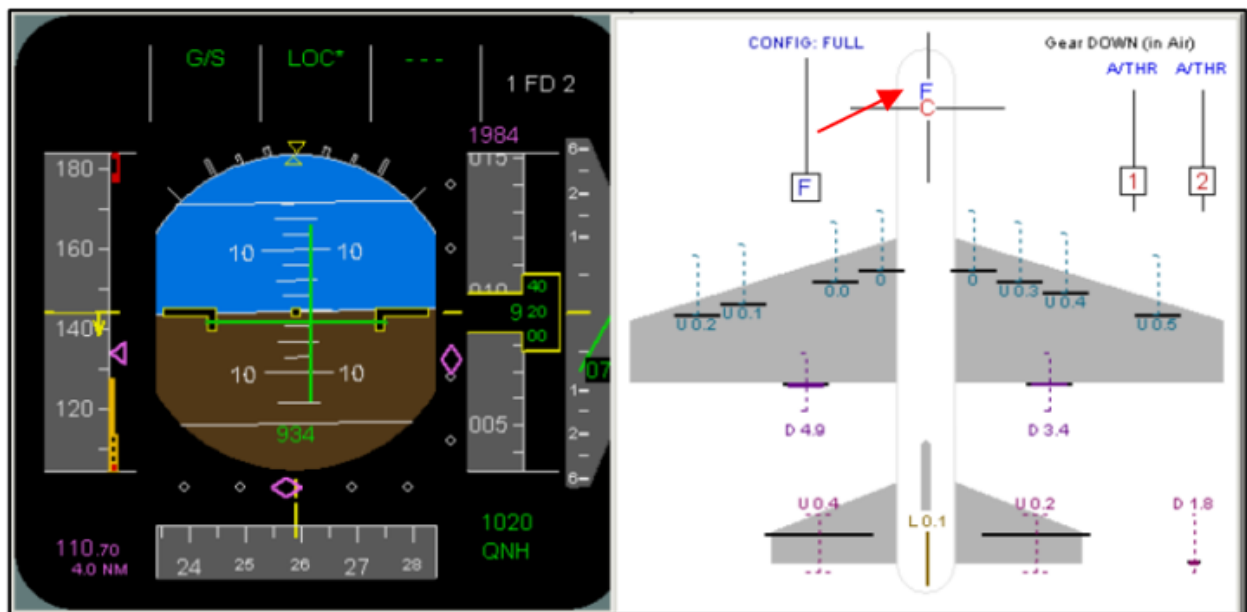 G/S LOC* - - -
1 FD 2
1984
180
160
140
120
10 10
10 10
934
015
010
005
9
40
20
00
6
2
1
1
2
6
07
110.70
4.0 NM
24 25 26 27 28
1020
QNH
CONFIG: FULL
Gear DOWN (in Air)
A/THR A/THR
F
C
F
1 2
0.0 0 0 U 0.3
U 0.2 U 0.1 U 0.4 U 0.5
D 4.9 D 3.4
U 0.4 U 0.2 D 1.8
L 0.1